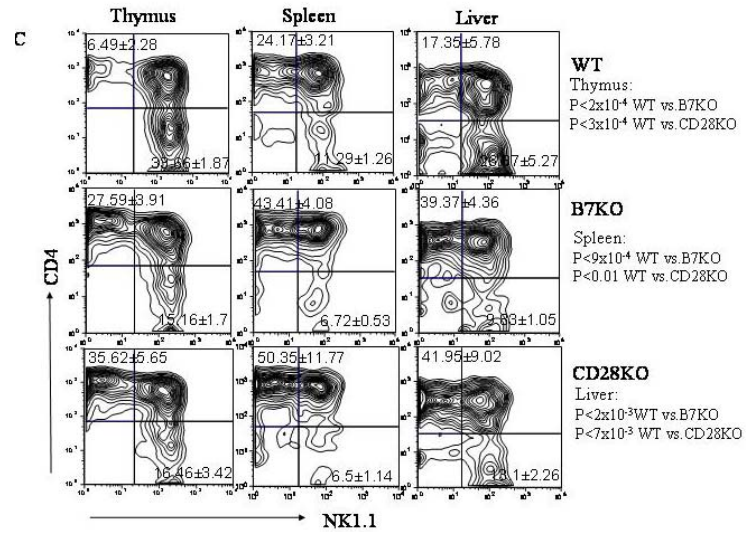 C
Thymus Spleen Liver
6.49±2.28 24.17±3.21 17.35±5.78
11.29±1.26
WT
Thymus:
P<2x10-4 WT vs.B7KO
P<3x10-4 WT vs.CD28KO
27.59±3.91 43.41±4.08 39.37±4.36
15.16±1.7 6.72±0.53
B7KO
Spleen:
P<9x10-4 WT vs.B7KO
P<0.01 WT vs.CD28KO
35.62±5.65 50.35±11.77 41.95±9.02
16.46±3.42 6.5±1.14 13.1±2.26
CD28KO
Liver:
P<2x10-3WT vs.B7KO
P<7x10-3 WT vs.CD28KO
CD4
NK1.1